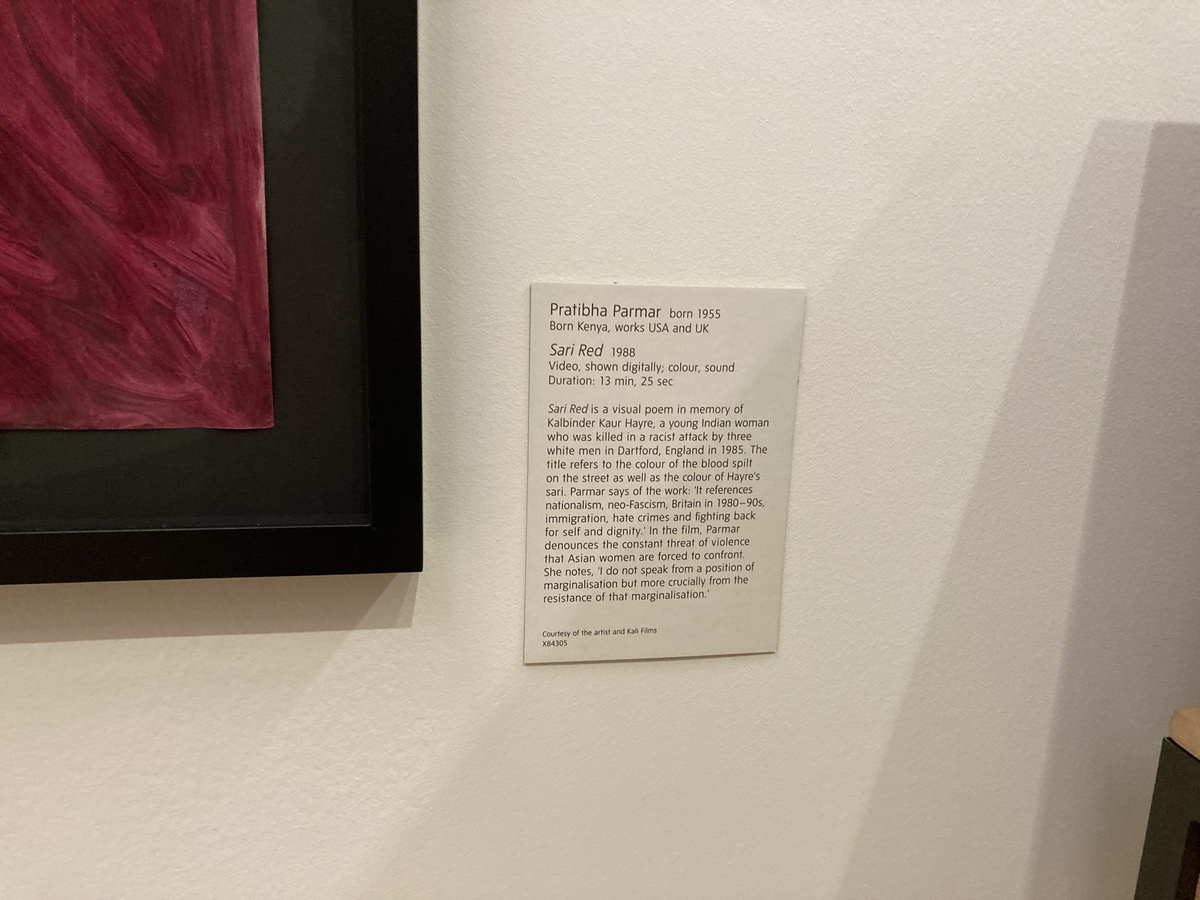 Pratibha Parmar born 1955
Born Kenya, works USA and UK
Sari Red 1988
Video, shown digitally; colour, sound
Duration: 13 min, 25 sec
Sari Red is a visual poem in memory of
Kalbinder Kaur Hayre, a young Indian woman
who was killed in a racist attack by three
white men in Dartford, England in 1985. The
title refers to the colour of the blood spilt
on the street as well as the colour of Hayre's
sari. Parmar says of the work: 'It references
nationalism, neo-Fascism, Britain in 1980–90s,
immigration, hate crimes and fighting back
for self and dignity.' In the film, Parmar
denounces the constant threat of violence
that Asian women are forced to confront.
She notes, 'I do not speak from a position of
marginalisation but more crucially from the
resistance of that marginalisation.'
Courtesy of the artist and Kali Films
X84305